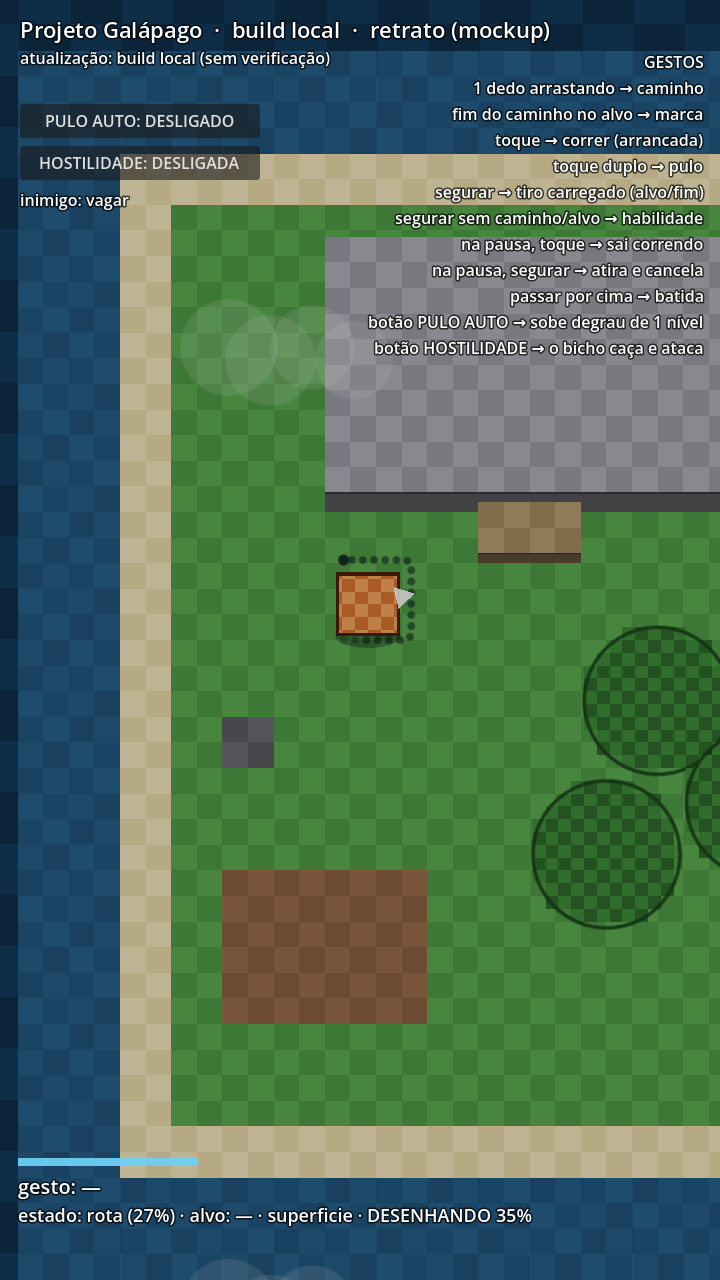 Projeto Galápago · build local · retrato (mockup)
atualização: build local (sem verificação)
GESTOS
1 dedo arrastando → caminho
fim do caminho no alvo → marca
toque → correr (arrancada)
toque duplo → pulo
segurar → tiro carregado (alvo/fim)
segurar sem caminho/alvo → habilidade
na pausa, toque → sai correndo
na pausa, segurar → atira e cancela
passar por cima → batida
botão PULO AUTO → sobe degrau de 1 nível
botão HOSTILIDADE → o bicho caça e ataca
PULO AUTO: DESLIGADO
HOSTILIDADE: DESLIGADA
inimigo: vagar
gesto: —
estado: rota (27%) · alvo: — · superfície · DESENHANDO 35%